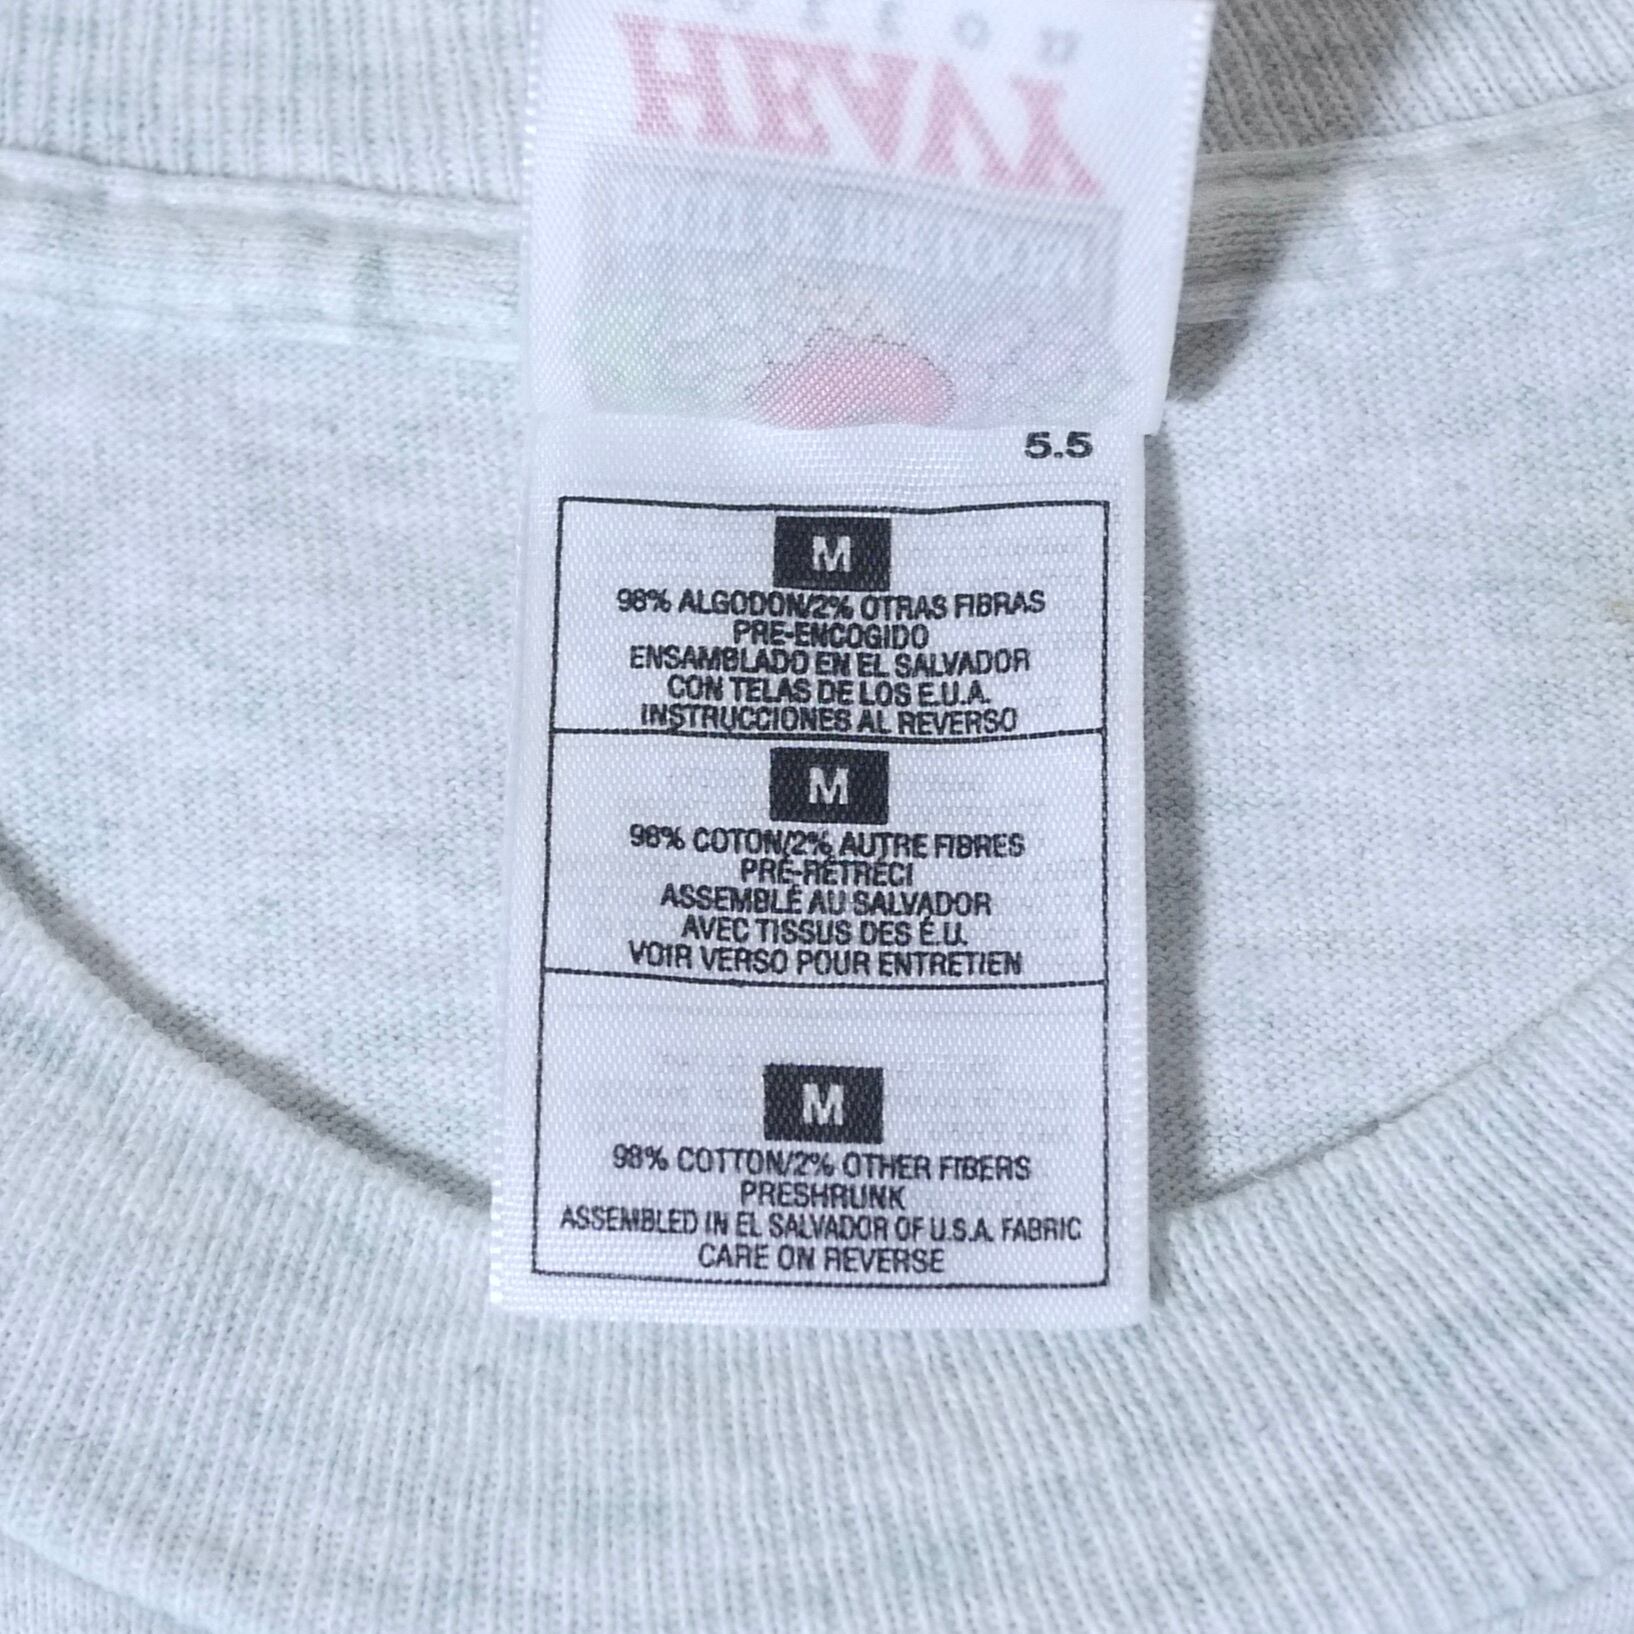 HEAVY
5.5
M
98% ALGODON/2% OTRAS FIBRAS
PRE-ENCOGIDO
ENSAMBLADO EN EL SALVADOR
CON TELAS DE LOS E.U.A.
INSTRUCCIONES AL REVERSO
M
98% COTON/2% AUTRE FIBRES
PRÉ-RÉTRÉCI
ASSEMBLÉ AU SALVADOR
AVEC TISSUS DES É.U.
VOIR VERSO POUR ENTRETIEN
M
98% COTTON/2% OTHER FIBERS
PRESHRUNK
ASSEMBLED IN EL SALVADOR OF U.S.A. FABRIC
CARE ON REVERSE